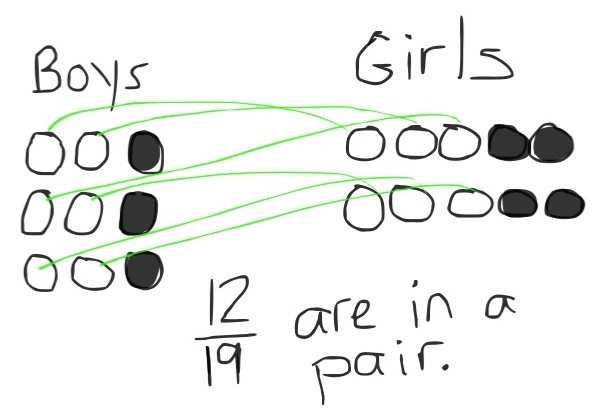 Boys Girls
12/19 are in a
pair.